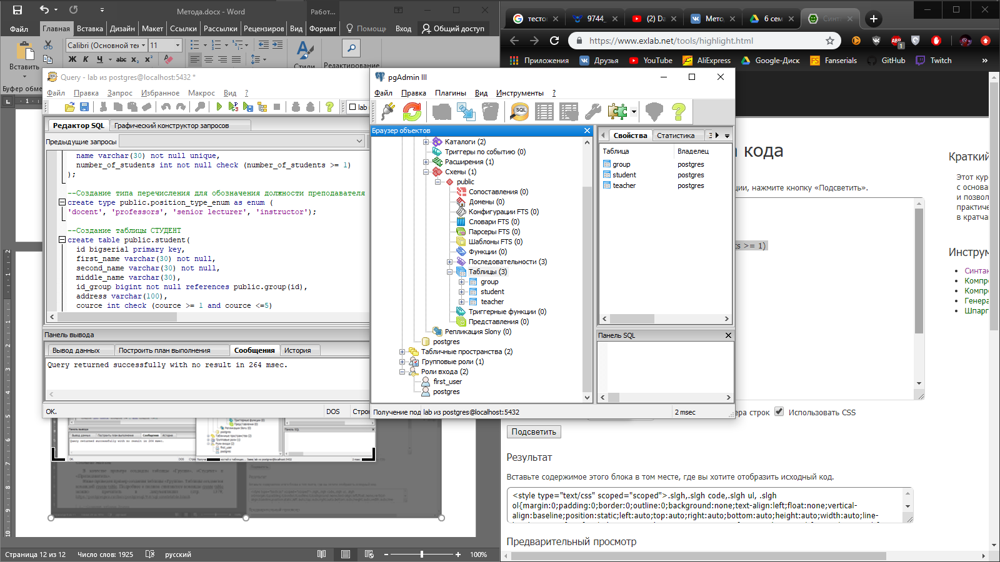 Метода.docx - Word
Работ...
Файл
Главная
Вставка
Дизайн
Макет
Ссылки
Рассылки
Рецензиров
Вид
Формат
Помощь
Вход
Общий доступ
Calibri (Основной тек
11
Вставить
Ж К Ч abc x₂ x²
Стили
Редактирование
Буфер обме
Query - lab из postgres@localhost:5432 *
Файл Правка Запрос Избранное Макрос Вид ?
lab
Редактор SQL
Графический конструктор запросов
Предыдущие запросы
name varchar(30) not null unique,
number_of_students int not null check (number_of_students >= 1)
);
--Создание типа перечисления для обозначения должности преподавателя
create type public.position_type_enum as enum (
'docent', 'professors', 'senior lecturer', 'instructor');
--Создание таблицы СТУДЕНТ
create table public.student(
id bigserial primary key,
first_name varchar(30) not null,
second_name varchar(30) not null,
middle_name varchar(30),
id_group bigint not null references public.group(id),
address varchar(100),
cource int check (cource >= 1 and cource <=5)
Панель вывода
Вывод данных
Построить план выполнения
Сообщения
История
Query returned successfully with no result in 264 msec.
OK.
DOS
Строк
pgAdmin III
Файл Правка Плагины Вид Инструменты ?
Браузер объектов
Каталоги (2)
Триггеры по событию (0)
Расширения (1)
Схемы (1)
public
Сопоставления (0)
Домены (0)
Конфигурации FTS (0)
Словари FTS (0)
Парсеры FTS (0)
Шаблоны FTS (0)
Функции (0)
Последовательности (3)
Таблицы (3)
group
student
teacher
Триггерные функции (0)
Представления (0)
Репликация Slony (0)
postgres
Табличные пространства (2)
Групповые роли (1)
Роли входа (2)
first_user
postgres
Свойства
Статистика
Таблица Владелец
group postgres
student postgres
teacher postgres
Панель SQL
Получение под
lab из postgres@localhost:5432
2 msec
Страница 12 из 12
Число слов: 1925
русский
100%
тесто
9744_
(2) Da
Мето
6 сем
Синт
https://www.exlab.net/tools/highlight.html
ABP
1
Приложения
Друзья
YouTube
AliExpress
Google-Диск
Fanserials
GitHub
Twitch
»
кода
ции, нажмите кнопку «Подсветить».
s >= 1)
Краткий
Этот кур
с основа
и позвол
практиче
в кратча
Инструм
Синтак
Компре
Компре
Генера
Шпарг
ера строк
Использовать CSS
Подсветить
Результат
Вставьте содержимое этого блока в том месте, где вы хотите отобразить исходный код.
<style type="text/css" scoped="scoped">.slgh,.slgh code,.slgh ul, .slgh
ol{margin:0;padding:0;border:0;outline:0;background:none;text-align:left;float:none;vertical-
align:baseline;position:static;left:auto;top:auto;right:auto;bottom:auto;height:auto;width:auto;line-
Предварительный просмотр